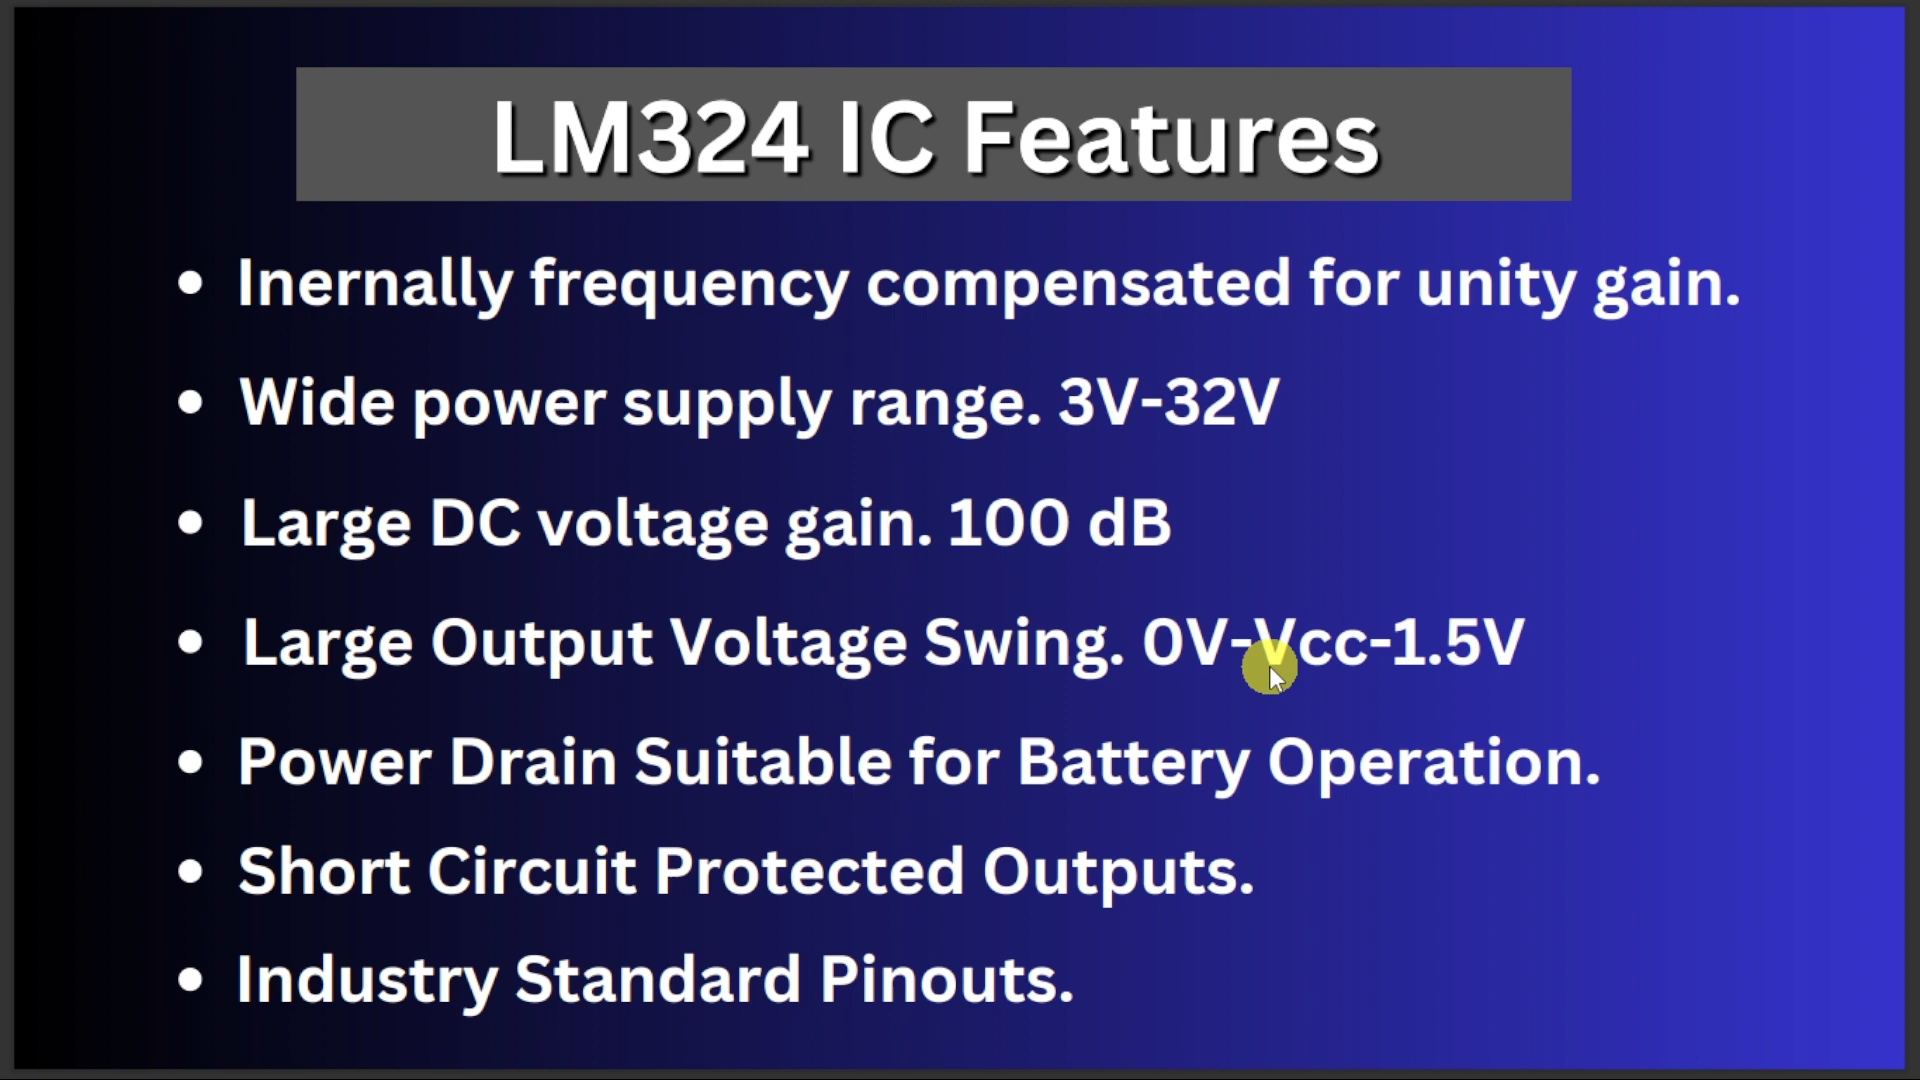 LM324 IC Features
• Inernally frequency compensated for unity gain.
• Wide power supply range. 3V-32V
• Large DC voltage gain. 100 dB
• Large Output Voltage Swing. 0V-Vcc-1.5V
• Power Drain Suitable for Battery Operation.
• Short Circuit Protected Outputs.
• Industry Standard Pinouts.